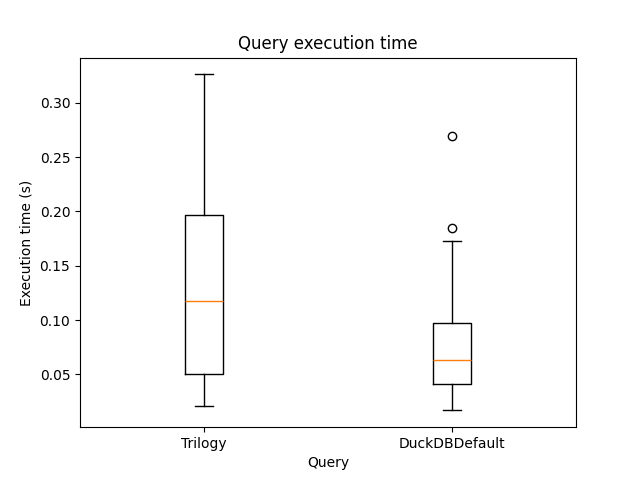 Query execution time
Execution time (s)
0.30
0.25
0.20
0.15
0.10
0.05
Trilogy
DuckDBDefault
Query